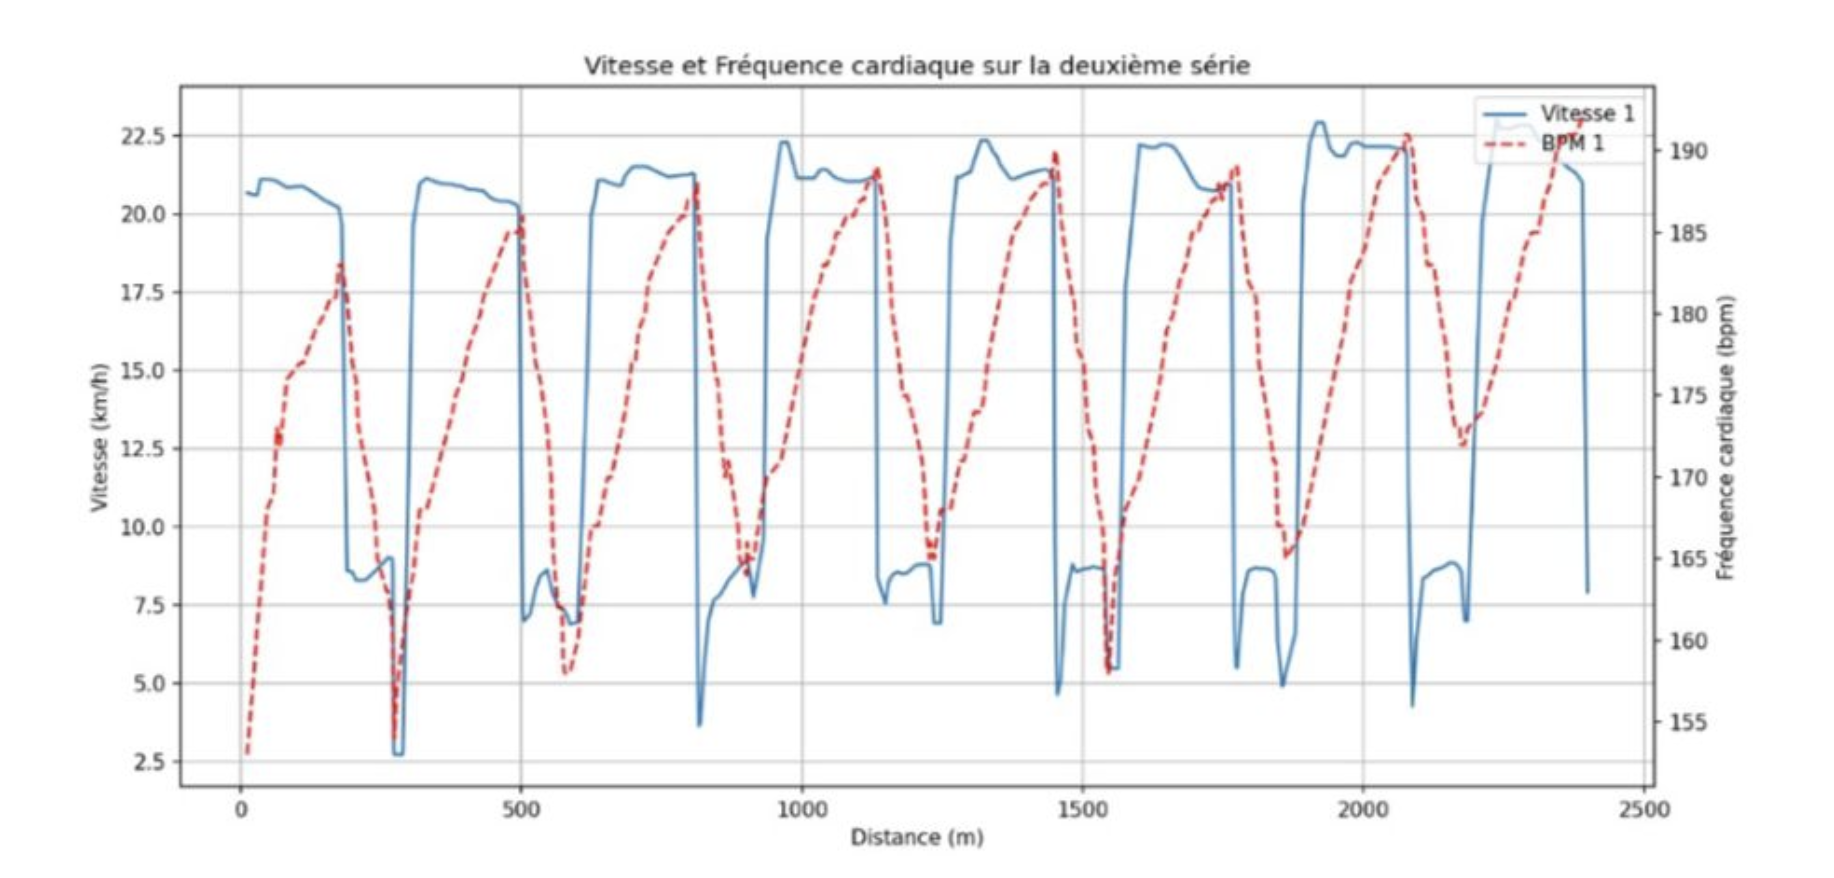 Vitesse et Fréquence cardiaque sur la deuxième série
Vitesse 1
BPM 1
22.5
20.0
17.5
15.0
12.5
10.0
7.5
5.0
2.5
Vitesse (km/h)
190
185
180
175
170
165
160
155
Fréquence cardiaque (bpm)
0 500 1000 1500 2000 2500
Distance (m)